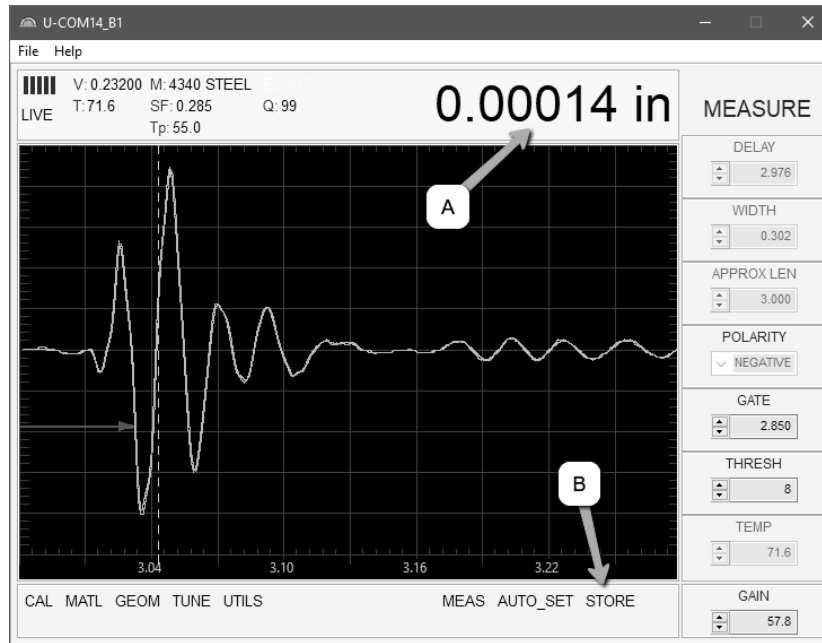 U-COM14_B1
File Help
V: 0.23200 M: 4340 STEEL
LIVE T:71.6 SF: 0.285 Q: 99
Tp: 55.0
0.00014 in
MEASURE
DELAY
2.976
WIDTH
0.302
APPROX LEN
3.000
POLARITY
NEGATIVE
GATE
2.850
THRESH
8
TEMP
71.6
GAIN
57.8
A
B
3.04 3.10 3.16 3.22
CAL MATL GEOM TUNE UTILS MEAS AUTO_SET STORE